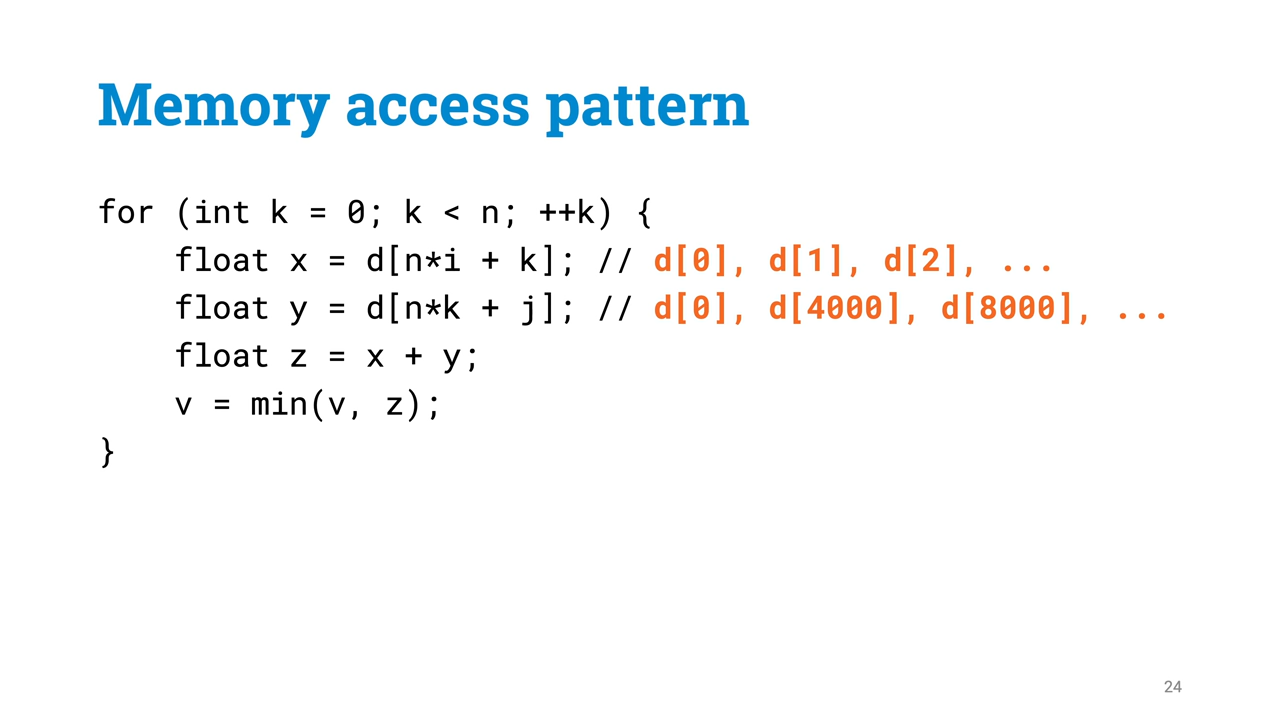 Memory access pattern
for (int k = 0; k < n; ++k) {
    float x = d[n*i + k]; // d[0], d[1], d[2], ...
    float y = d[n*k + j]; // d[0], d[4000], d[8000], ...
    float z = x + y;
    v = min(v, z);
}
24